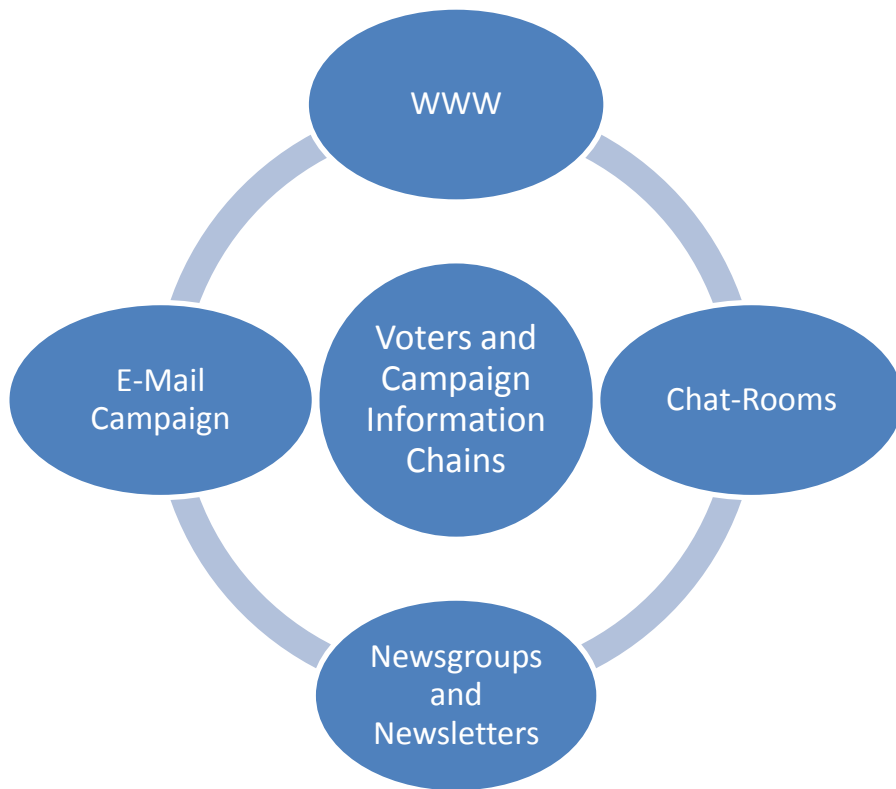 WWW
Voters and
Campaign
Information
Chains
E-Mail
Campaign
Chat-Rooms
Newsgroups
and
Newsletters